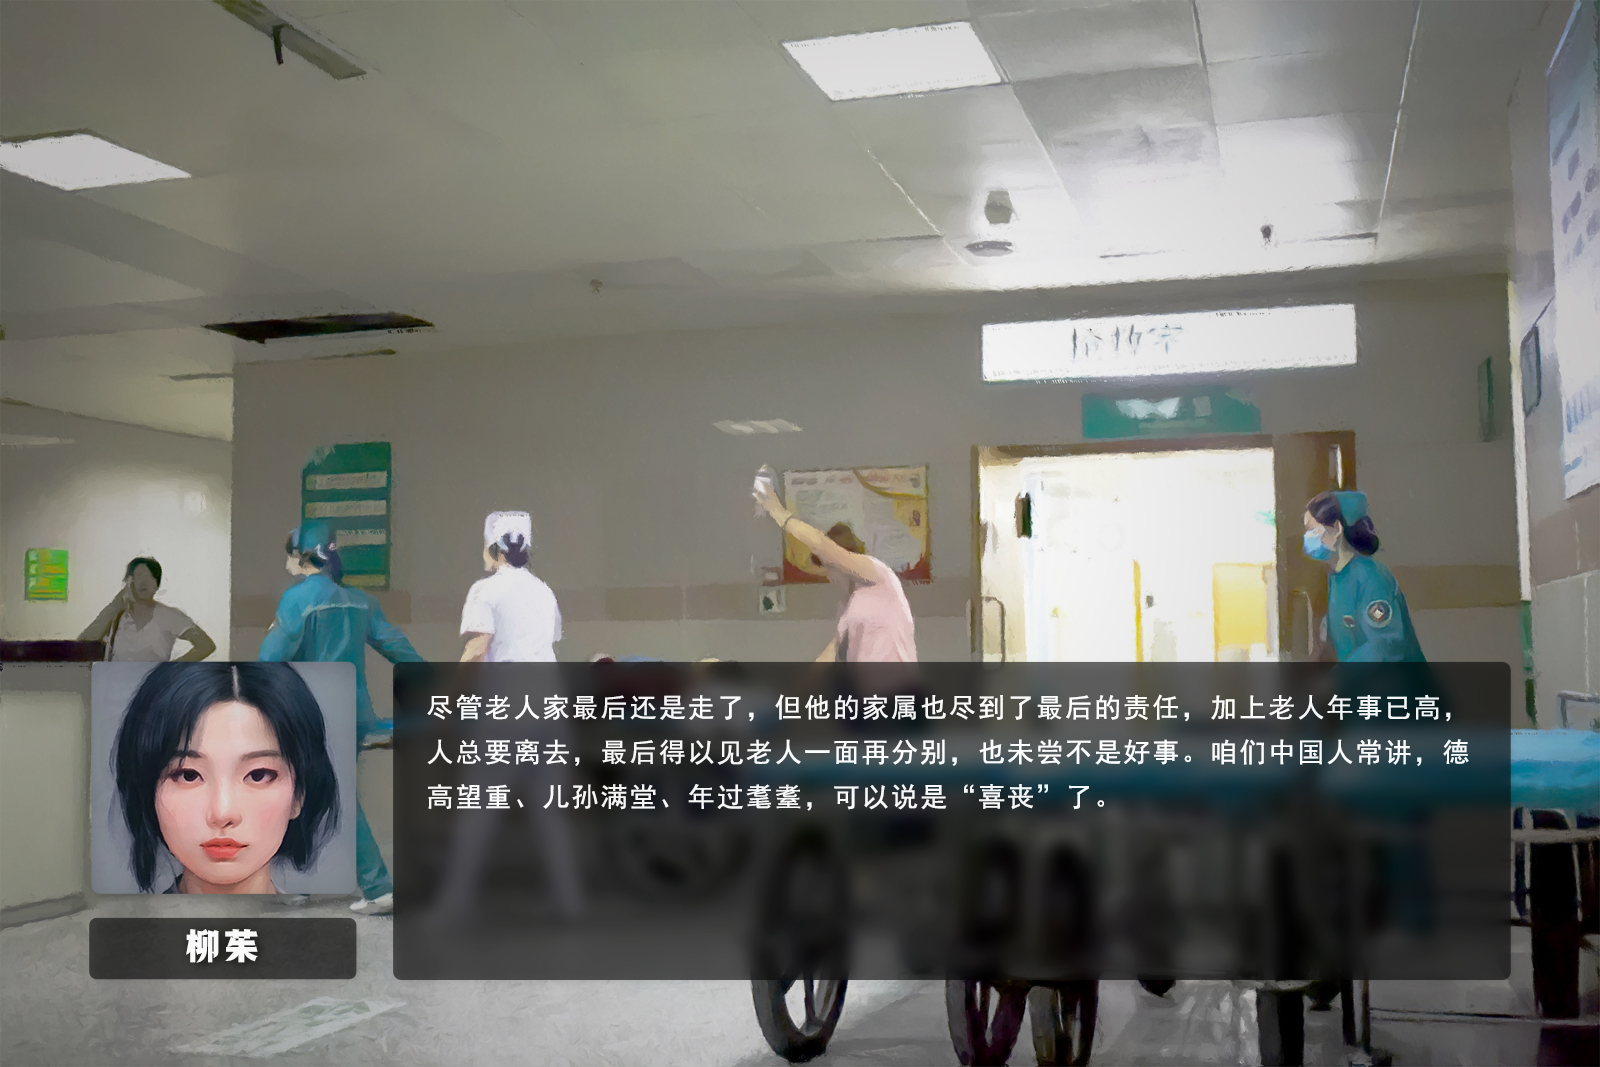 尽管老人家最后还是走了，但他的家属也尽到了最后的责任，加上老人年事已高，
人总要离去，最后得以见老人一面再分别，也未尝不是好事。咱们中国人常讲，德
高望重、儿孙满堂、年过耄耋，可以说是“喜丧”了。
柳茱